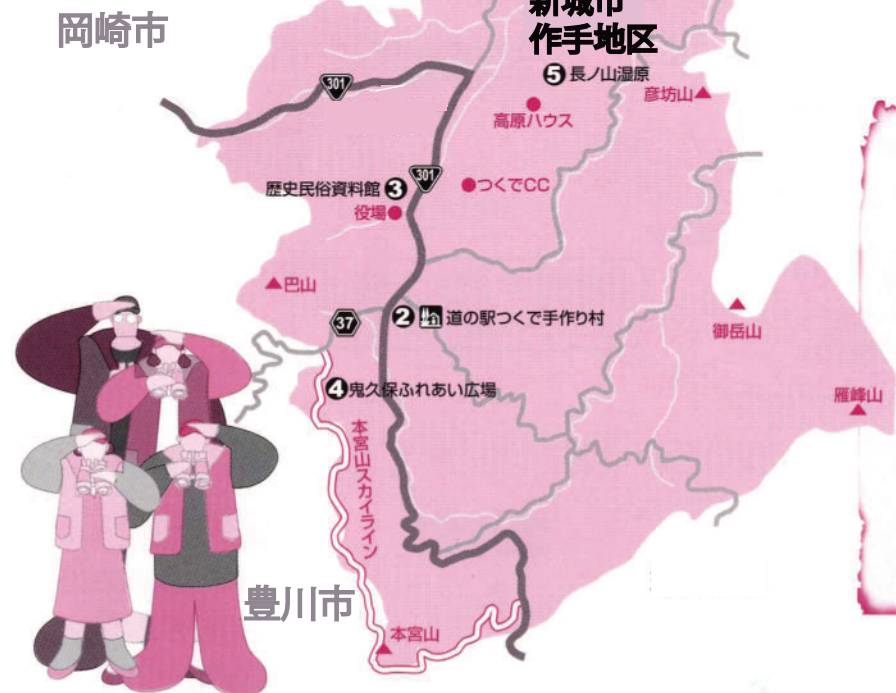 新城市
作手地区
岡崎市
❺長ノ山湿原
301
彦坊山
高原ハウス
301
歴史民俗資料館❸
つくでCC
役場
巴山
37
❷道の駅つくで手作り村
御岳山
❹鬼久保ふれあい広場
雁峰山
本宮山スカイライン
豊川市
本宮山